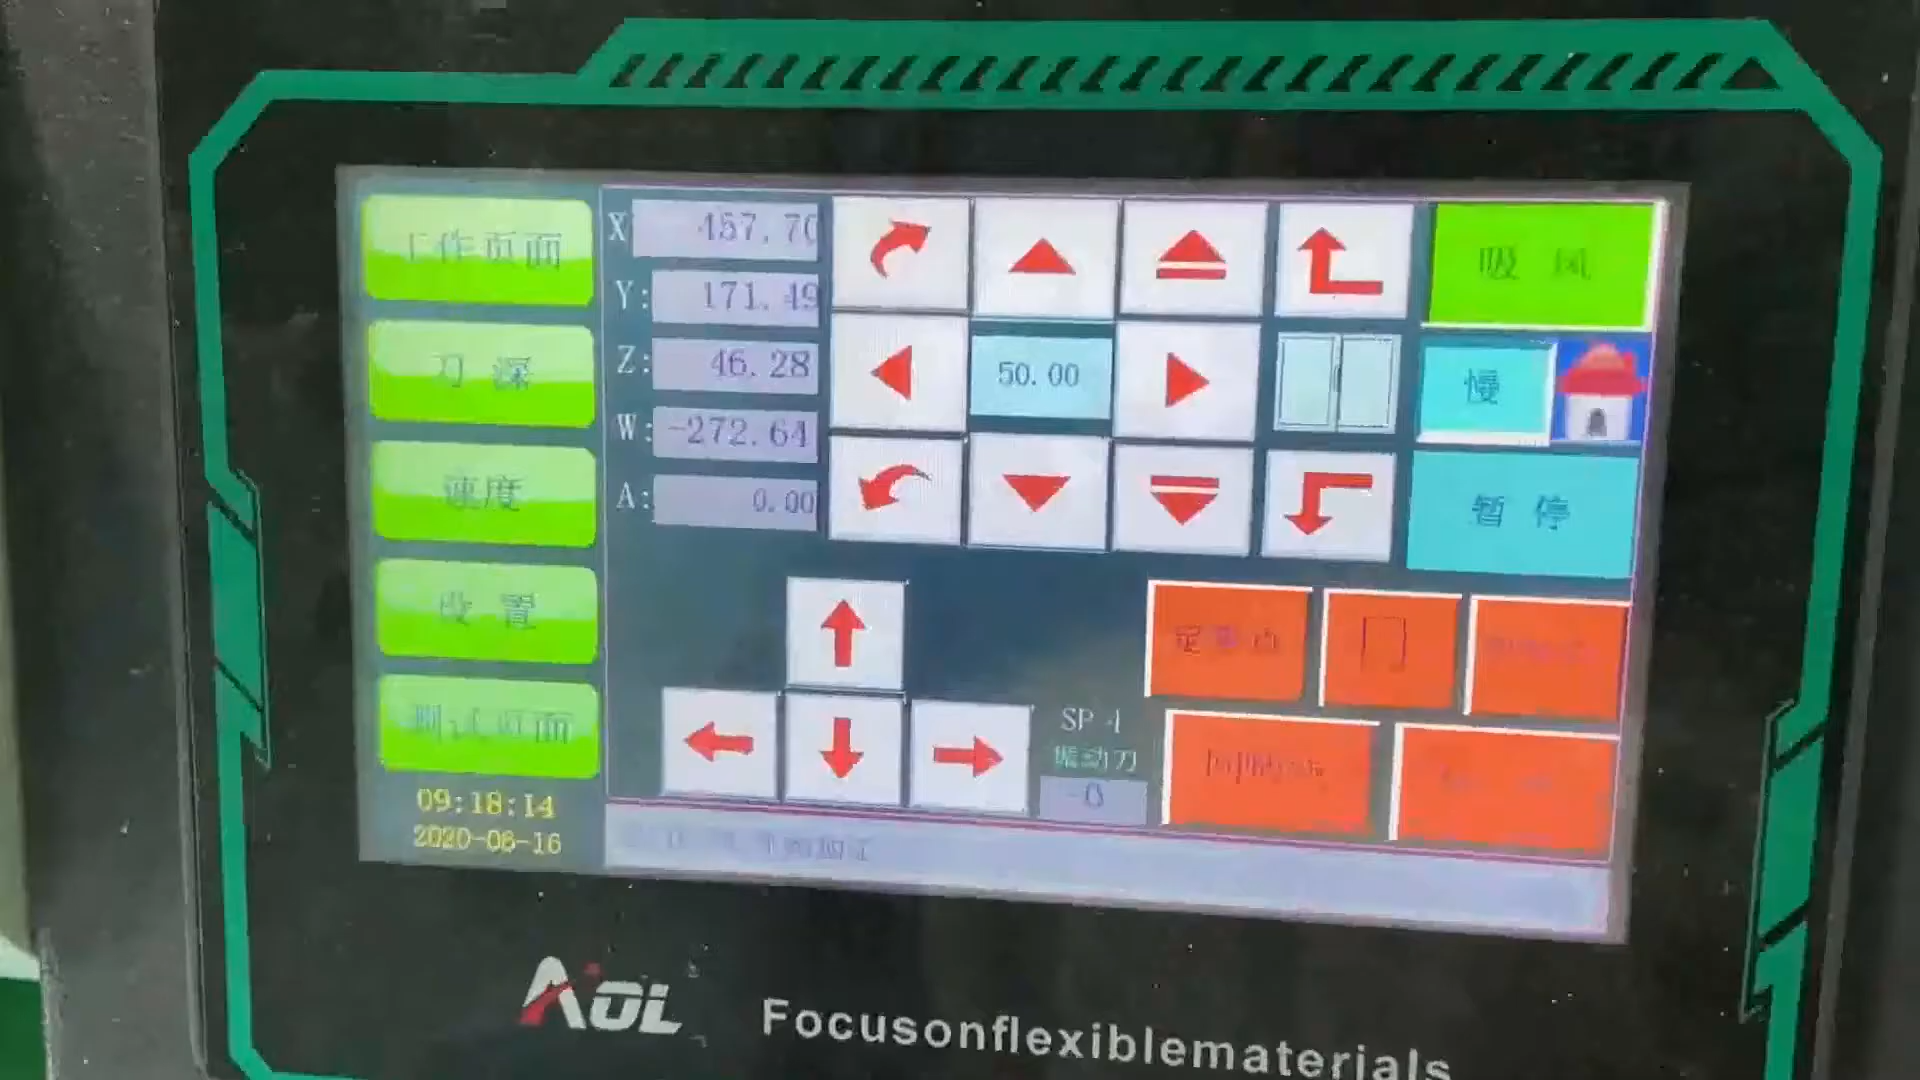 工作页面
刀 深
速度
设 置
测试页面
09:18:14
2020-06-16
X 457.70
Y: 171.49
Z: 46.28
W: -272.64
A: 0.00
50.00
吸 风
慢
暂 停
SP 4
振动刀
0
AOL
Focusonflexiblematerials